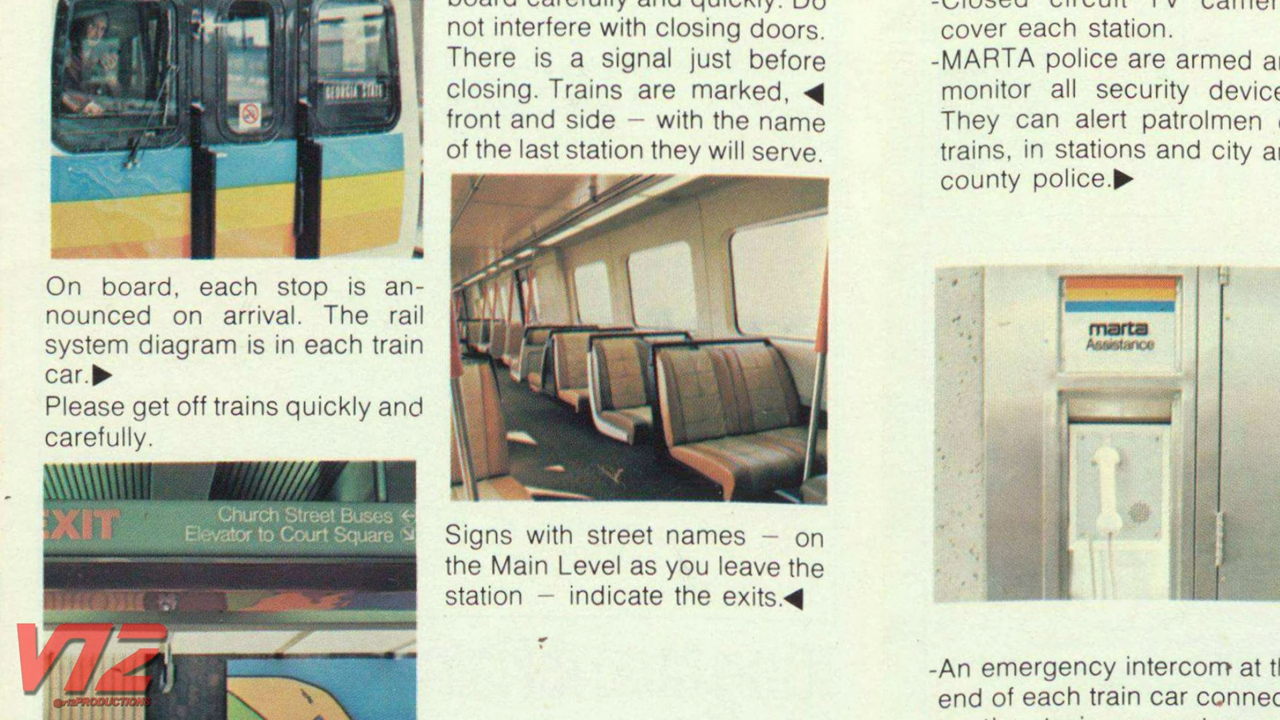 GEORGIA STATE
On board, each stop is an-
nounced on arrival. The rail
system diagram is in each train
car.▶
Please get off trains quickly and
carefully.
EXIT
Church Street Buses ←
Elevator to Court Square ↘
board carefully and quickly. Do
not interfere with closing doors.
There is a signal just before
closing. Trains are marked, ◀
front and side – with the name
of the last station they will serve.
Signs with street names – on
the Main Level as you leave the
station – indicate the exits.◀
-Closed circuit TV
cover each station.
-MARTA police are armed
monitor all security
They can alert patrolmen
trains, in stations and city
county police.▶
marta
Assistance
-An emergency intercom at
end of each train car
V12